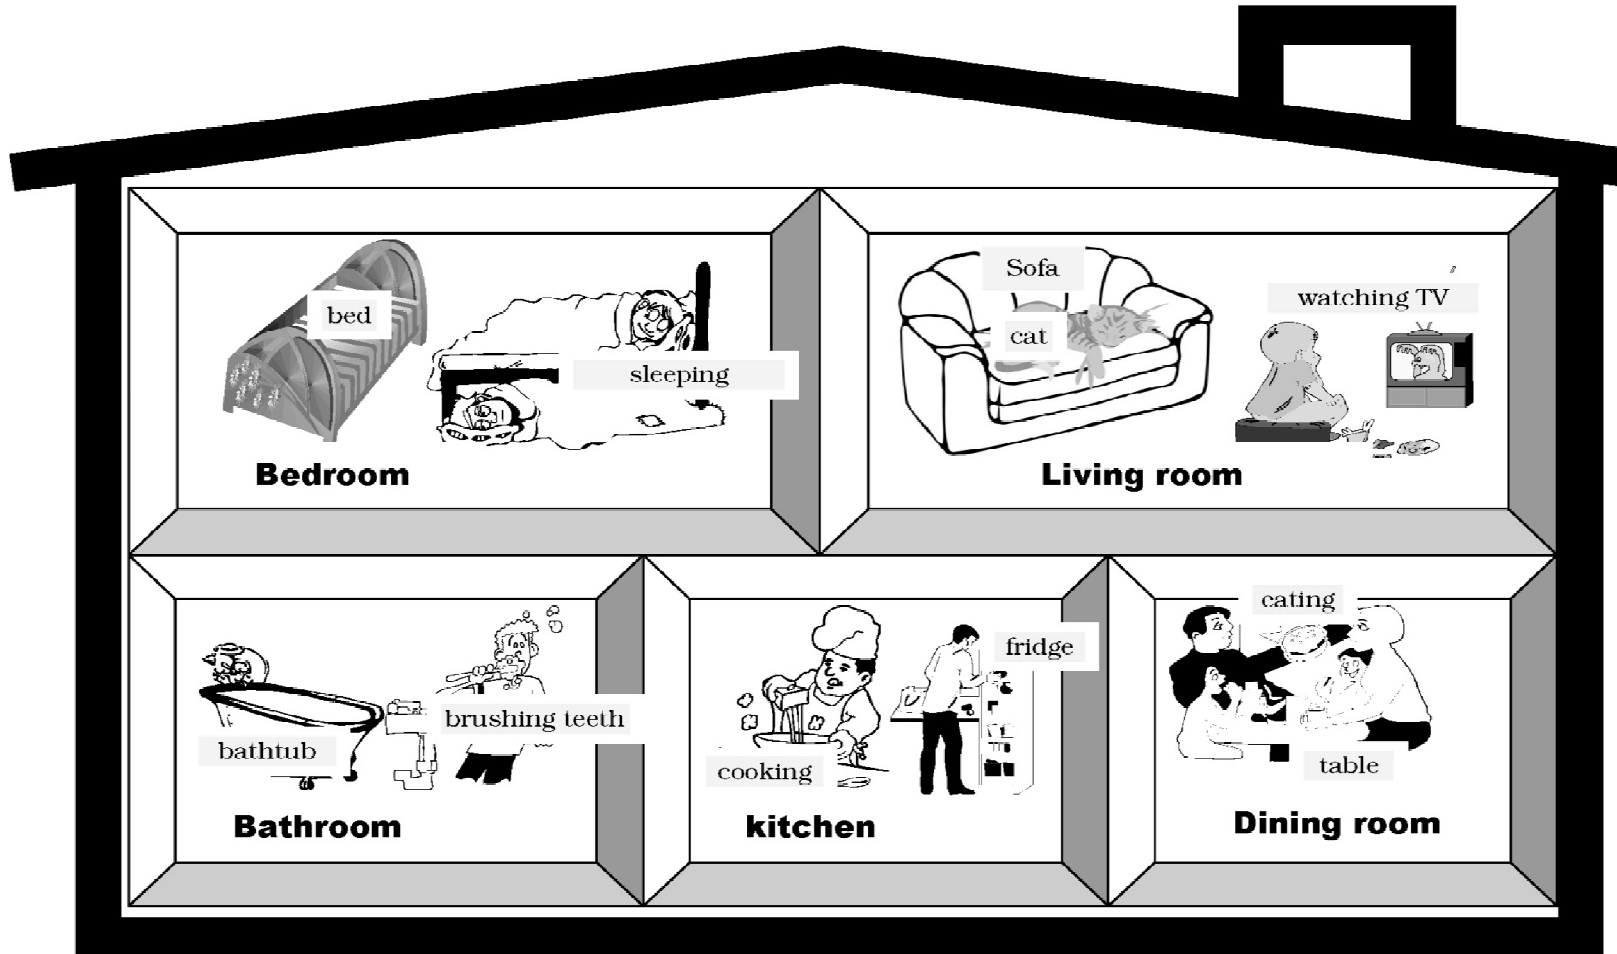 bed
sleeping
Bedroom
Sofa
cat
watching TV
Living room
bathtub
brushing teeth
Bathroom
cooking
fridge
kitchen
eating
table
Dining room